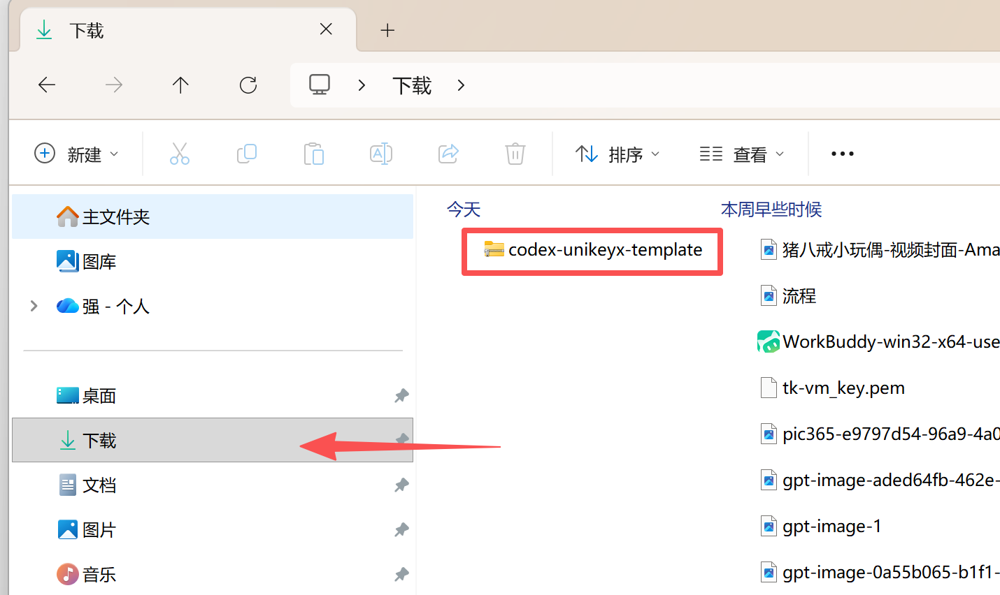 下载
下载
新建
排序
查看
主文件夹
图库
强 - 个人
桌面
下载
文档
图片
音乐
今天
codex-unikeyx-template
本周早些时候
猪八戒小玩偶-视频封面-Ama
流程
WorkBuddy-win32-x64-use
tk-vm_key.pem
pic365-e9797d54-96a9-4a0
gpt-image-aded64fb-462e-
gpt-image-1
gpt-image-0a55b065-b1f1-